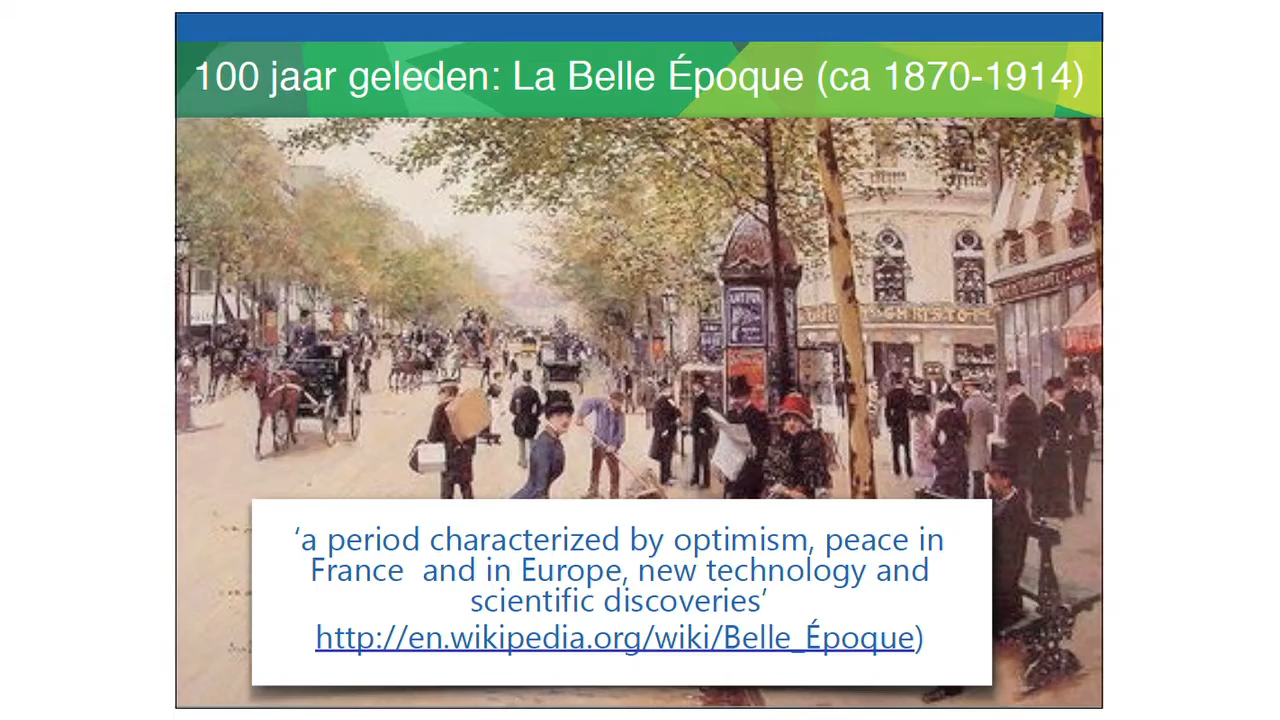 100 jaar geleden: La Belle Époque (ca 1870-1914)
‘a period characterized by optimism, peace in
France  and in Europe, new technology and
scientific discoveries’
http://en.wikipedia.org/wiki/Belle_Époque)